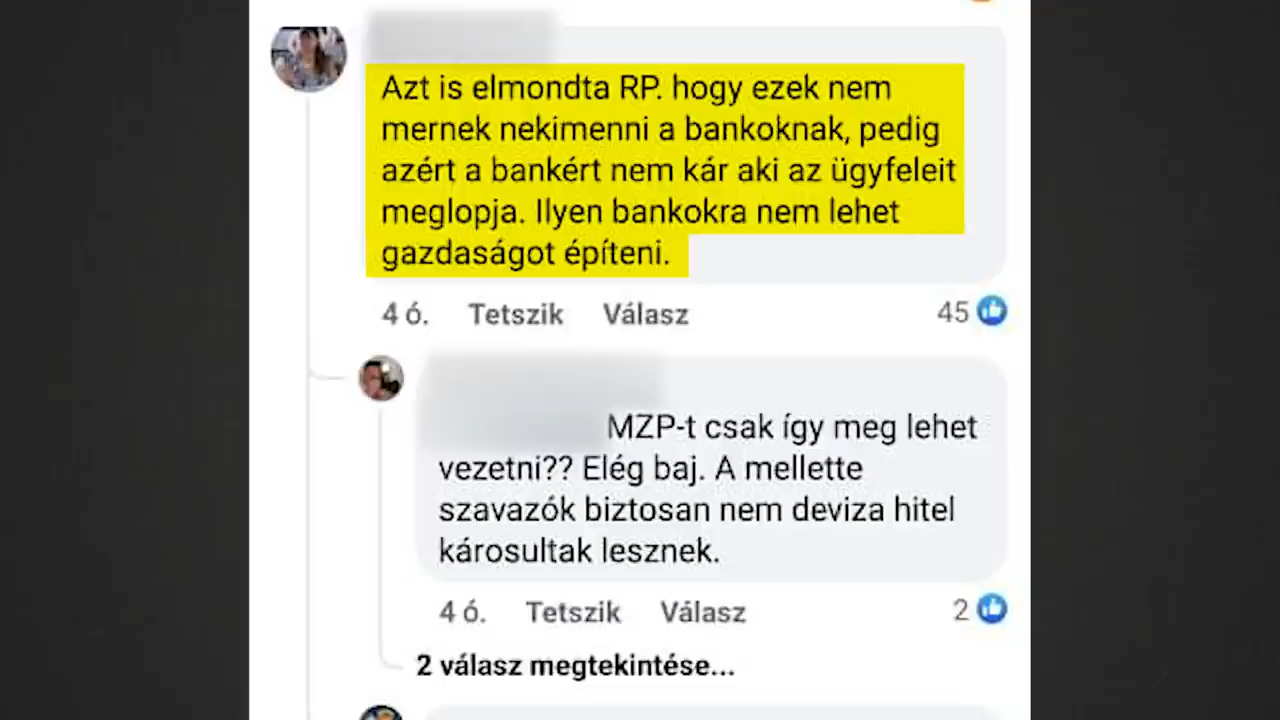 Azt is elmondta RP. hogy ezek nem
mernek nekimenni a bankoknak, pedig
azért a bankért nem kár aki az ügyfeleit
meglopja. Ilyen bankokra nem lehet
gazdaságot építeni.
4 ó. Tetszik Válasz 45
MZP-t csak így meg lehet
vezetni?? Elég baj. A mellette
szavazók biztosan nem deviza hitel
károsultak lesznek.
4 ó. Tetszik Válasz 2
2 válasz megtekintése...